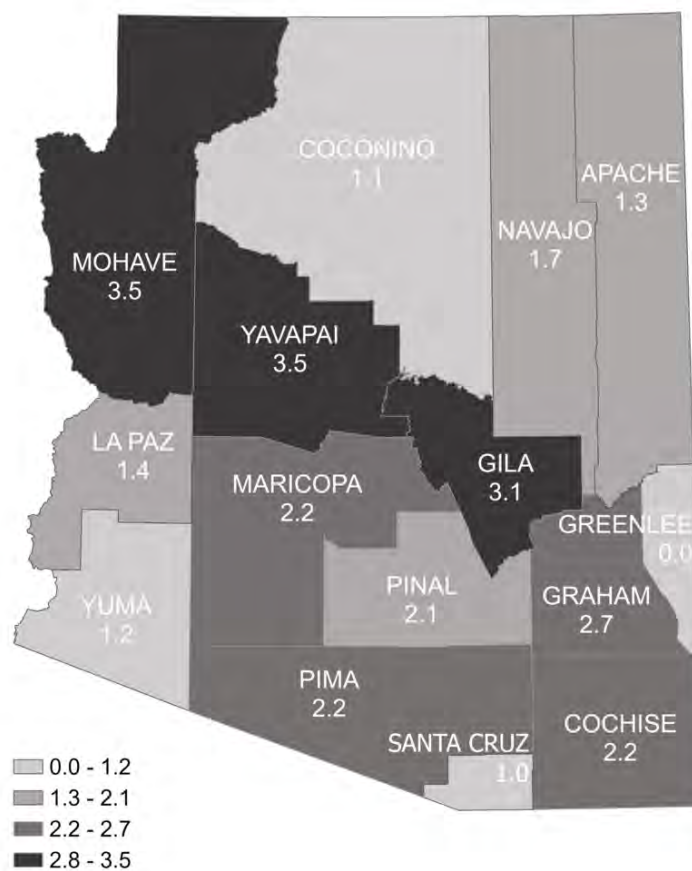 COCONINO
1.1
APACHE
1.3
NAVAJO
1.7
MOHAVE
3.5
YAVAPAI
3.5
LA PAZ
1.4
MARICOPA
2.2
GILA
3.1
GREENLEE
0.0
YUMA
1.2
PINAL
2.1
GRAHAM
2.7
PIMA
2.2
SANTA CRUZ
1.0
COCHISE
2.2
0.0 - 1.2
1.3 - 2.1
2.2 - 2.7
2.8 - 3.5